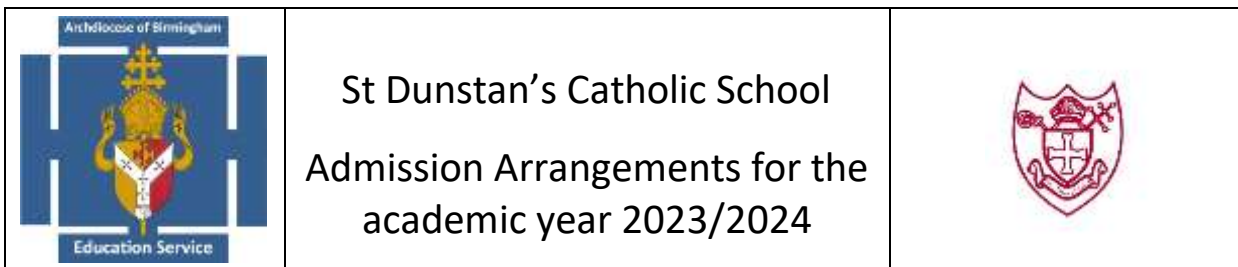 Archdiocese of Birmingham
Education Service
St Dunstan’s Catholic School
Admission Arrangements for the
academic year 2023/2024